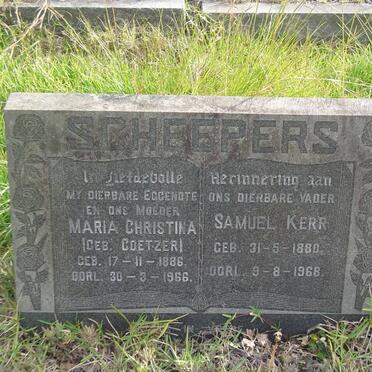 SCHEEPERS
In liefdevolle Herinnering aan
MY DIERBARE EGGENOTE
EN ONS MOEDER
MARIA CHRISTINA
(GEB. COETZER)
GEB. 17-11-1886.
OORL. 30-3-1966.
ONS DIERBARE VADER
SAMUEL KERR
GEB. 31-5-1880.
OORL. 9-8-1968.